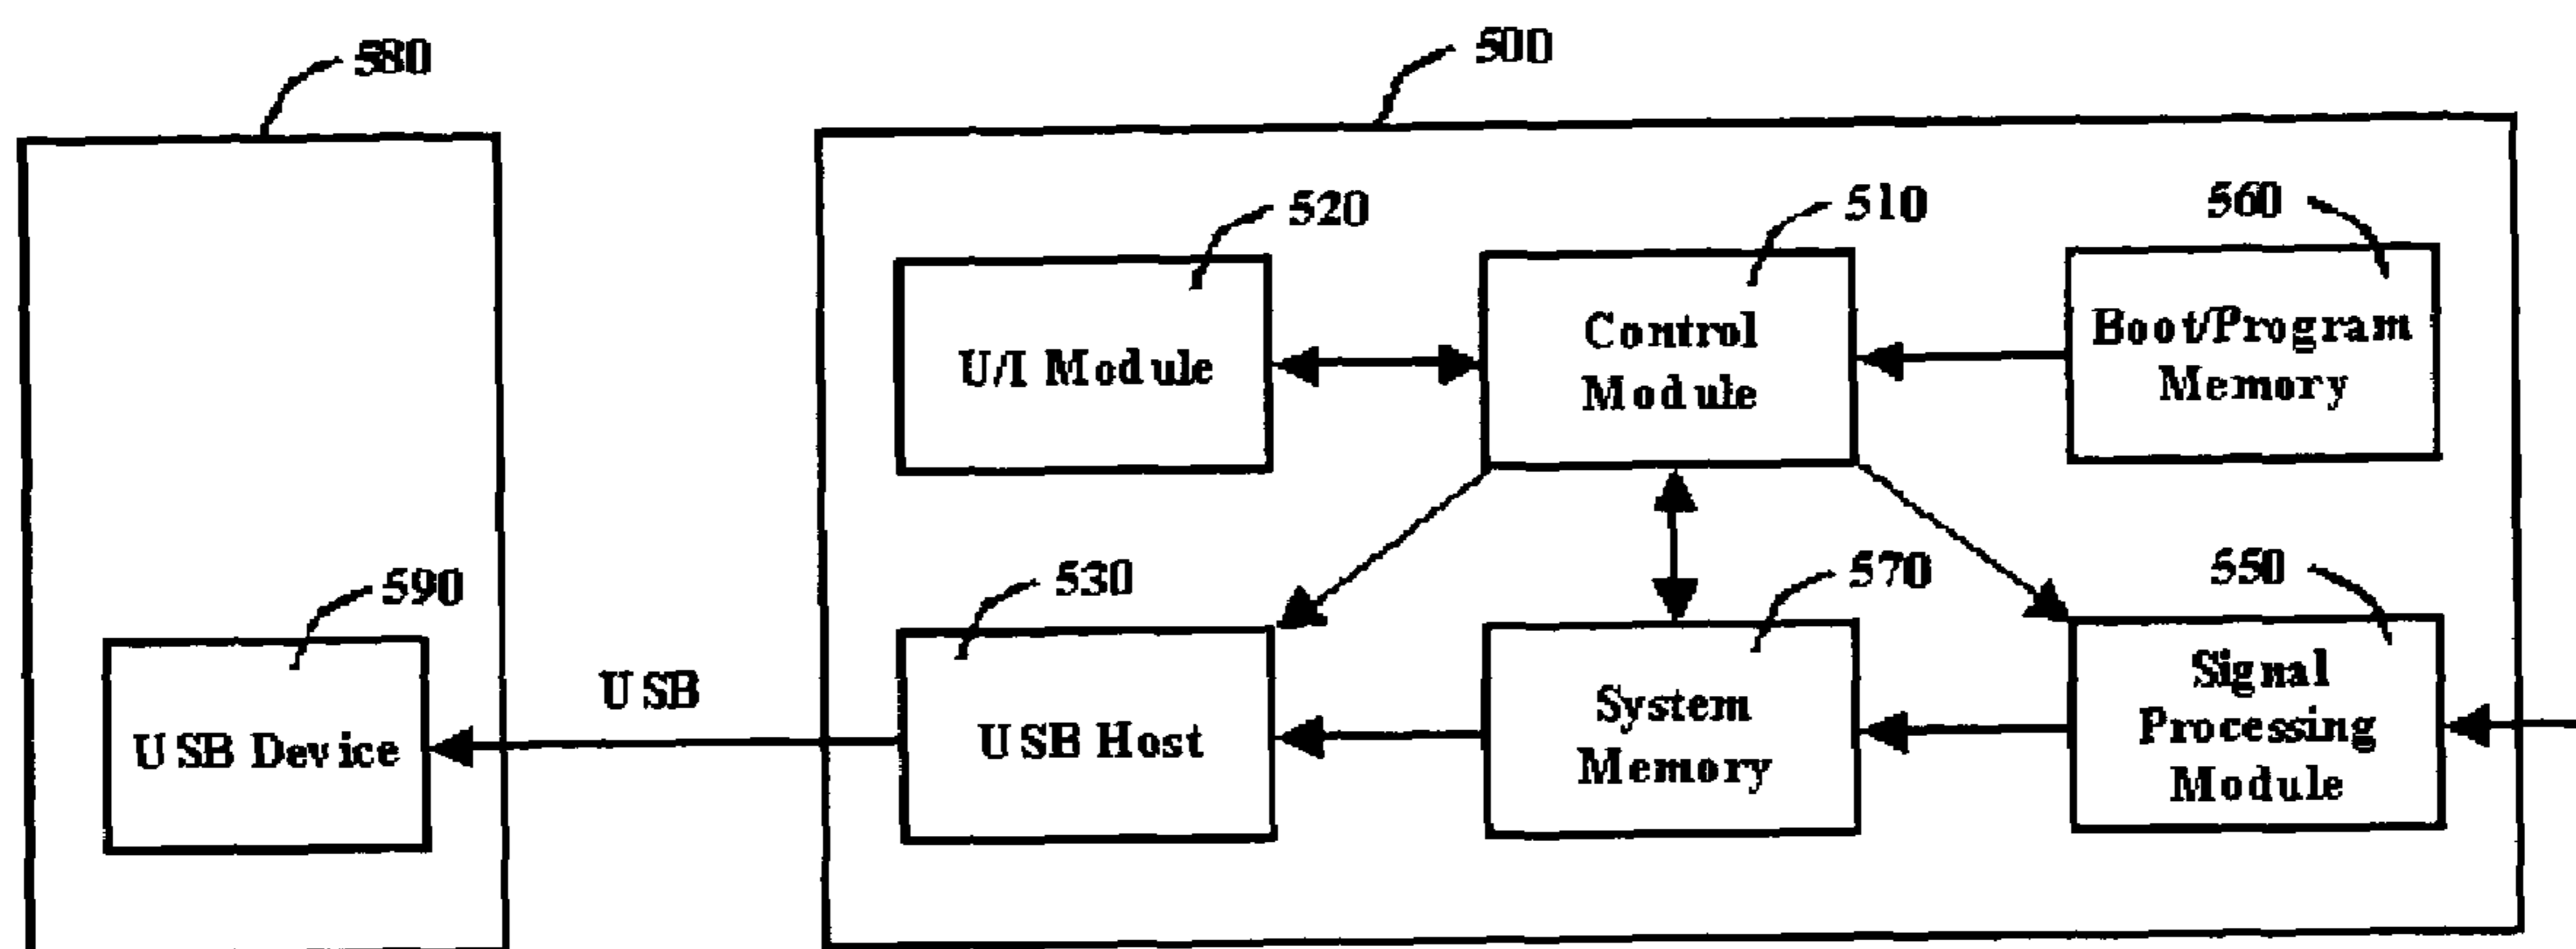 580
500
520
510
560
U/I Module
Control
Module
Boot/Program
Memory
590
530
570
550
USB
USB Device
USB Host
System
Memory
Signal
Processing
Module